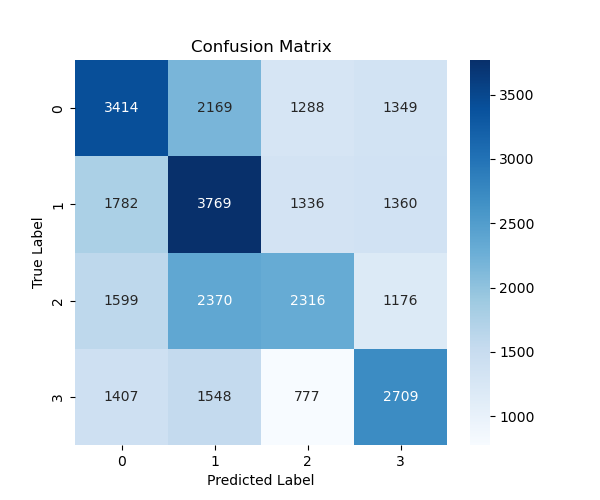 Confusion Matrix
0 3414 2169 1288 1349
1 1782 3769 1336 1360
2 1599 2370 2316 1176
3 1407 1548 777 2709
0 1 2 3
Predicted Label
True Label
3500
3000
2500
2000
1500
1000